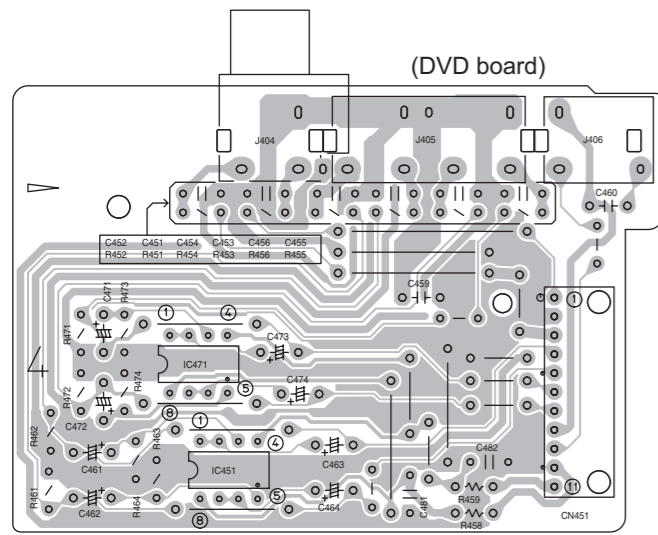 (DVD board)
J404
J405
J406
C460
C452 C451 C454 C453 C456 C455
R452 R451 R454 R453 R456 R455
C459
C471
R473
R471
1
4
C473
IC471
4
R472
R474
C474
5
8
C472
R462
R463
1
4
C461
C463
C482
IC451
R461
C462
R464
5
8
C464
C481
R459
R458
1
11
CN451